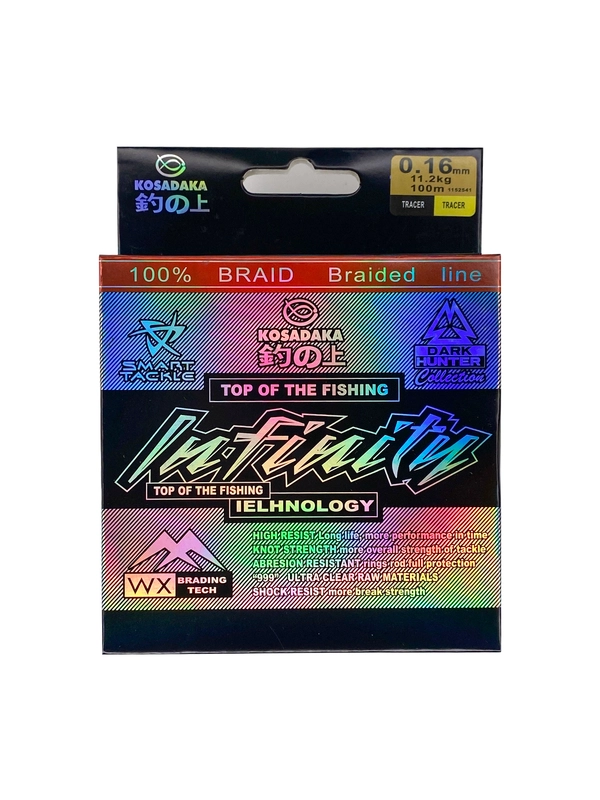 KOSADAKA
釣の上
0.16mm
11.2kg
100m 1152541
TRACER TRACER
100% BRAID Braided line
SMART
TACKLE
KOSADAKA
釣の上
DARK
HUNTER
Collection
TOP OF THE FISHING
Infinity
TOP OF THE FISHING
IELHNOLOGY
WX BRADING
TECH
HIGH RESIST Long life, more performance in time
KNOT STRENGTH more overall strength of tackle
ABRESION RESISTANT rings rod full protection
"999" ULTRA CLEAR RAW MATERIALS
SHOCK RESIST more break strength